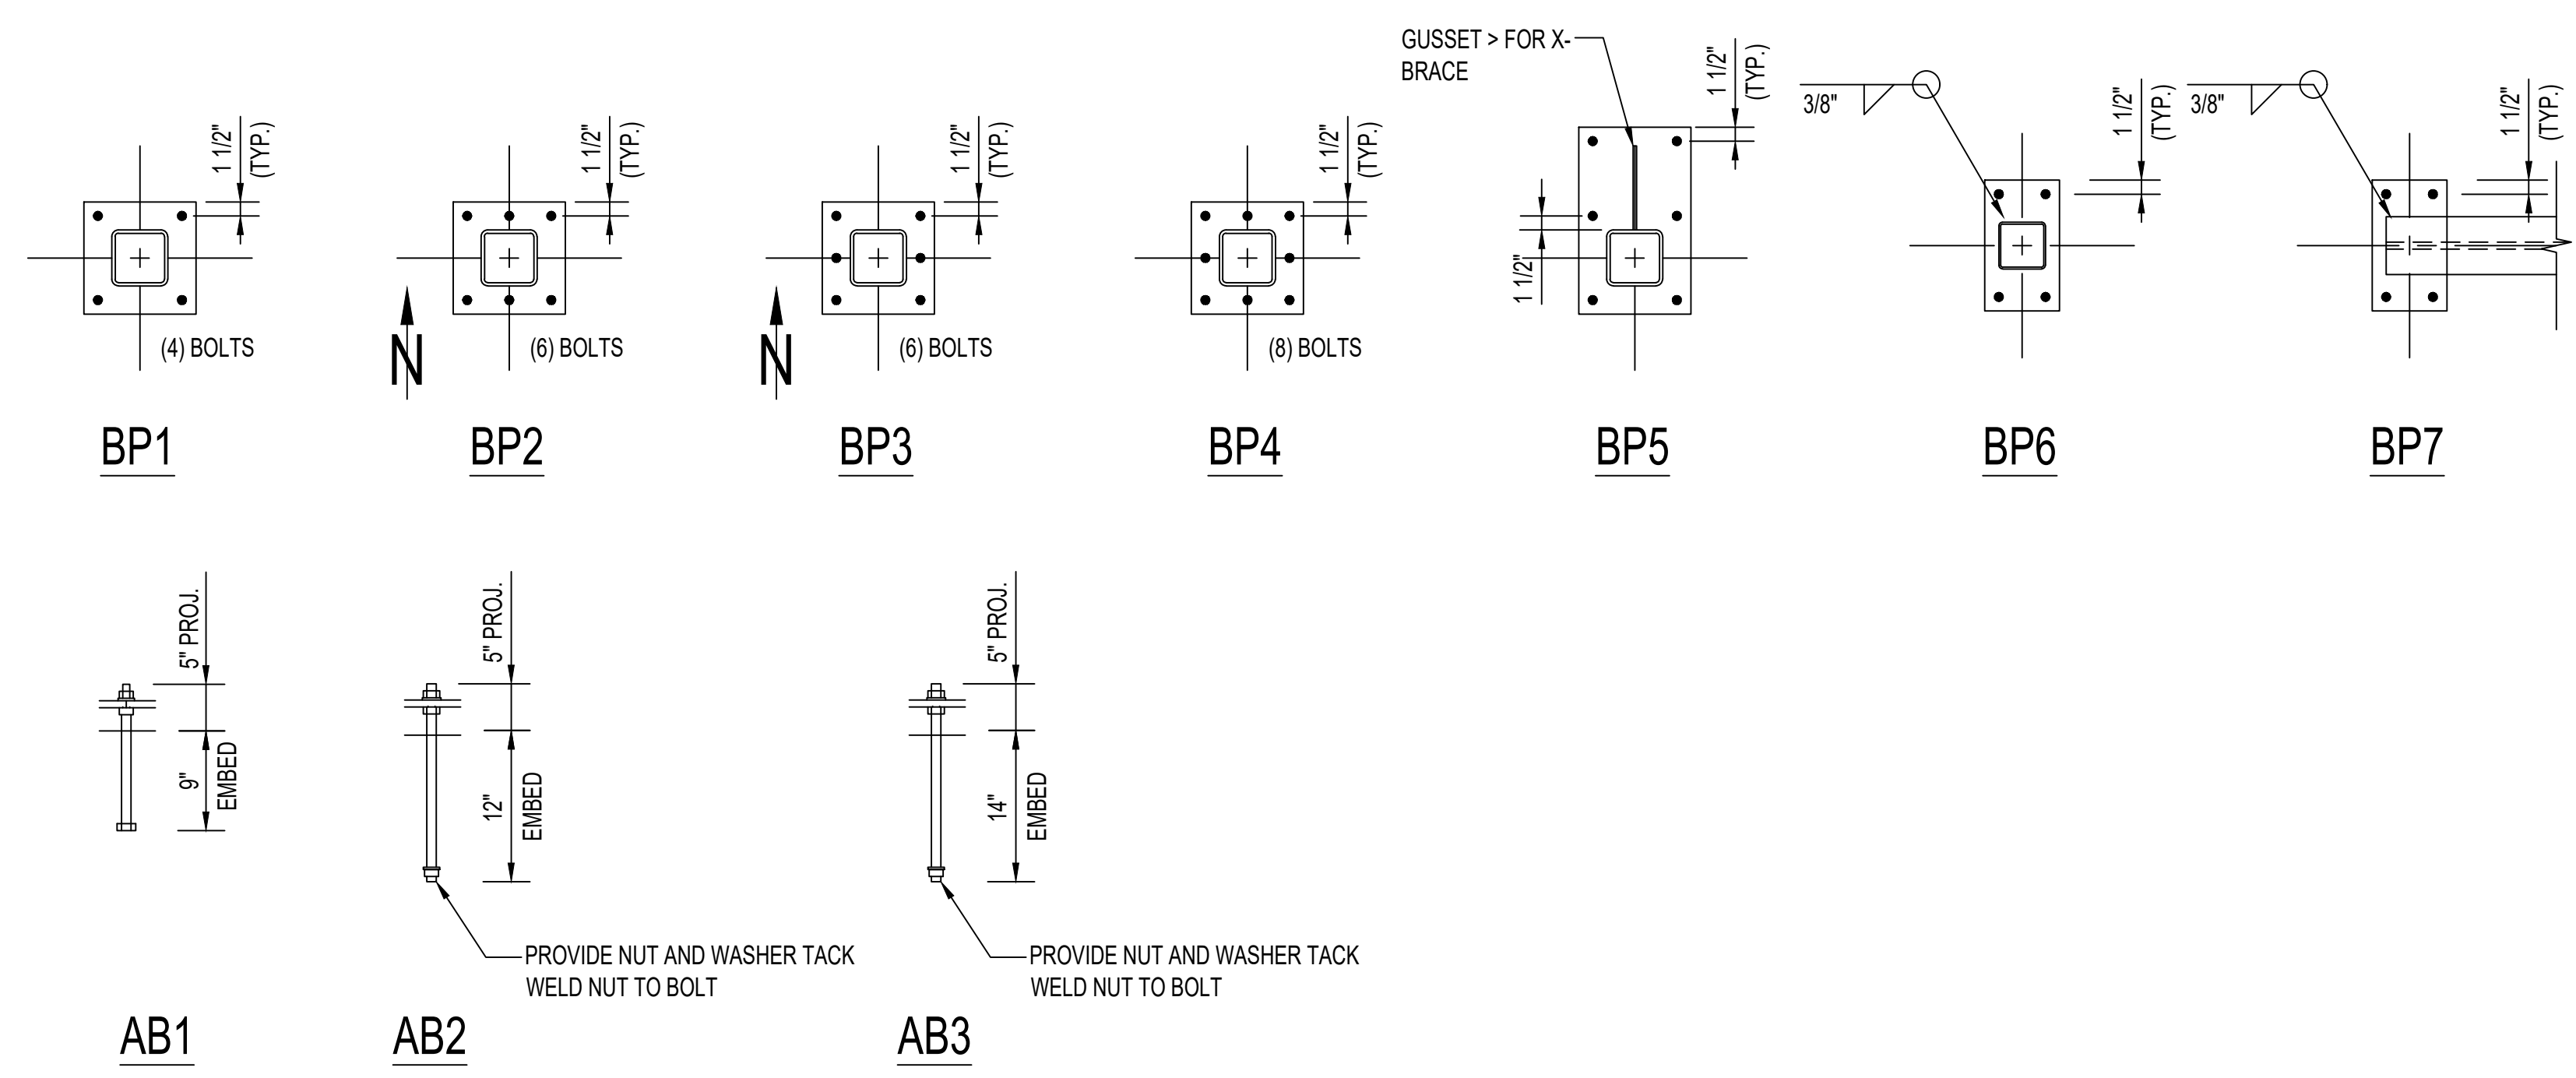 GUSSET > FOR X-
BRACE
1 1/2"
(TYP.)
1 1/2"
(TYP.)
1 1/2"
(TYP.)
1 1/2"
(TYP.)
1 1/2"
(TYP.)
1 1/2"
3/8"
1 1/2"
(TYP.)
3/8"
1 1/2"
(TYP.)
(4) BOLTS
N
(6) BOLTS
N
(6) BOLTS
(8) BOLTS
BP1
BP2
BP3
BP4
BP5
BP6
BP7
5" PROJ.
9"
EMBED
5" PROJ.
12"
EMBED
5" PROJ.
14"
EMBED
PROVIDE NUT AND WASHER TACK
WELD NUT TO BOLT
PROVIDE NUT AND WASHER TACK
WELD NUT TO BOLT
AB1
AB2
AB3